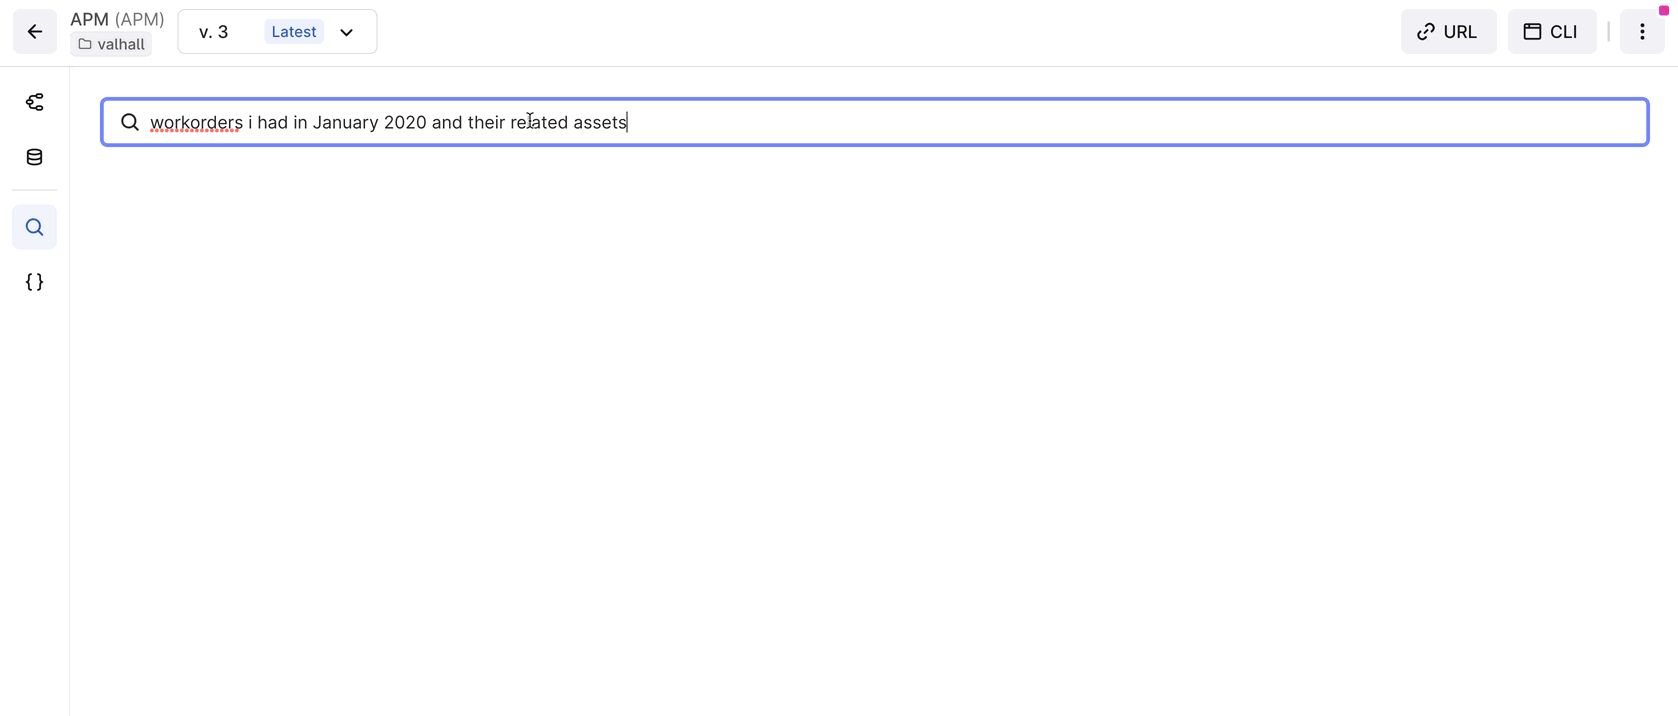 APM (APM)
valhall
v. 3 Latest
URL
CLI
workorders i had in January 2020 and their related assets
{ }